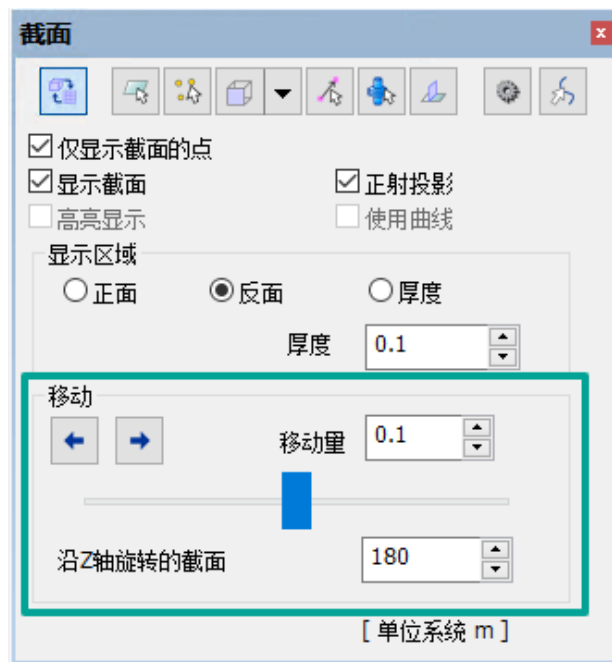 截面
仅显示截面的点
显示截面 正射投影
高亮显示 使用曲线
显示区域
正面 反面 厚度
厚度 0.1
移动
移动量 0.1
沿Z轴旋转的截面 180
[ 单位系统 m ]